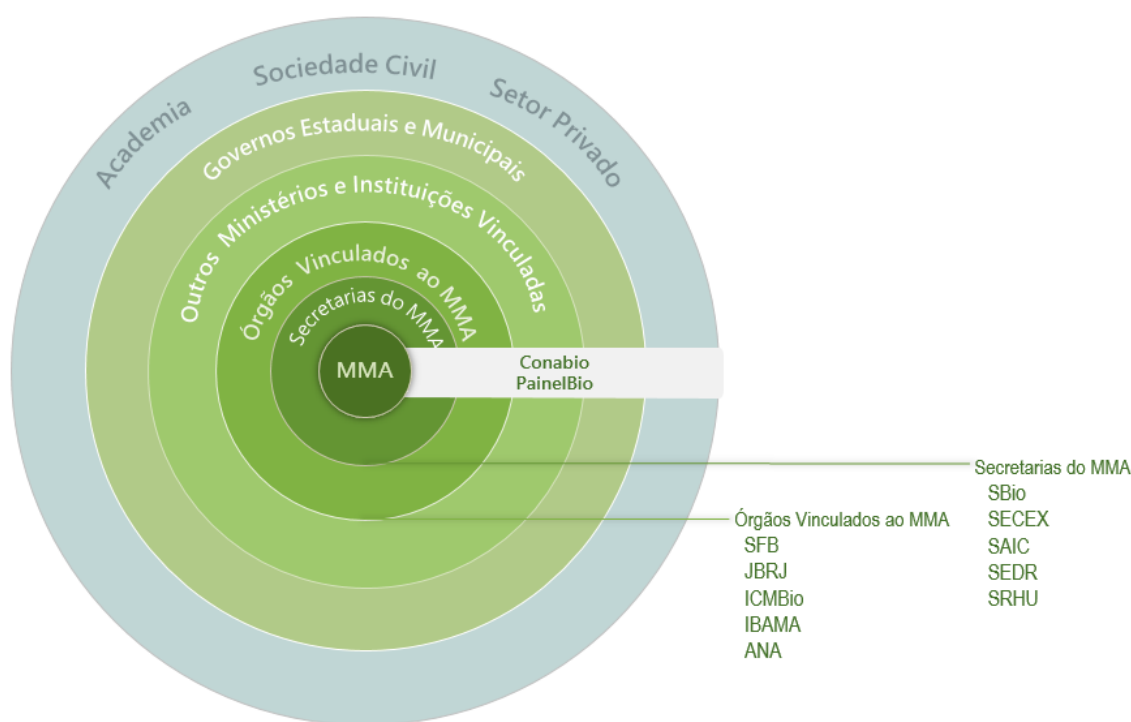 Academia
Sociedade Civil
Setor Privado
Governos Estaduais e Municipais
Outros Ministérios e Instituições Vinculadas
Órgãos Vinculados ao MMA
Secretarias do MMA
MMA
Conabio
PainelBio
Secretarias do MMA
SBio
SECEX
SAIC
SEDR
SRHU
Órgãos Vinculados ao MMA
SFB
JBRJ
ICMBio
IBAMA
ANA